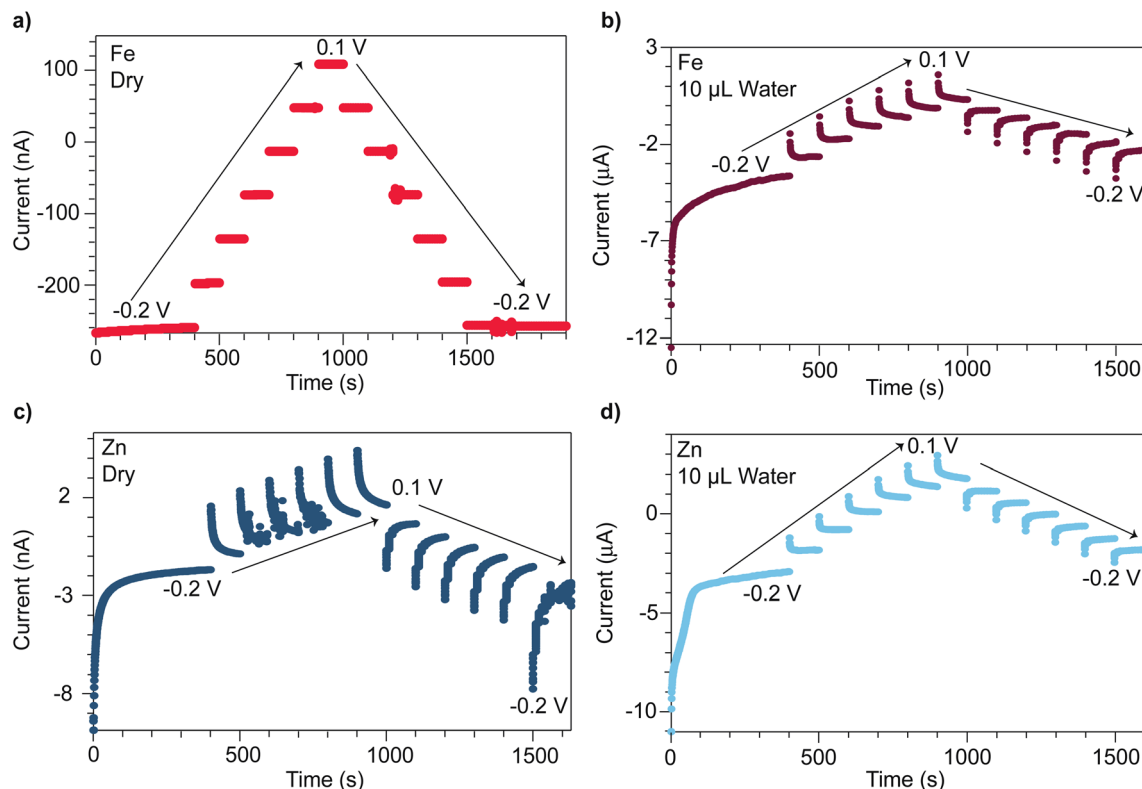 a)
Fe
Dry
0.1 V
-0.2 V
-0.2 V
100
0
-100
-200
Current (nA)
0
500
1000
1500
Time (s)
b)
Fe
10 µL Water
0.1 V
-0.2 V
-0.2 V
3
-2
-7
-12
Current (µA)
0
500
1000
1500
Time (s)
c)
Zn
Dry
0.1 V
-0.2 V
-0.2 V
2
-3
-8
Current (nA)
0
500
1000
1500
Time (s)
d)
Zn
10 µL Water
0.1 V
-0.2 V
-0.2 V
0
-5
-10
Current (µA)
0
500
1000
1500
Time (s)